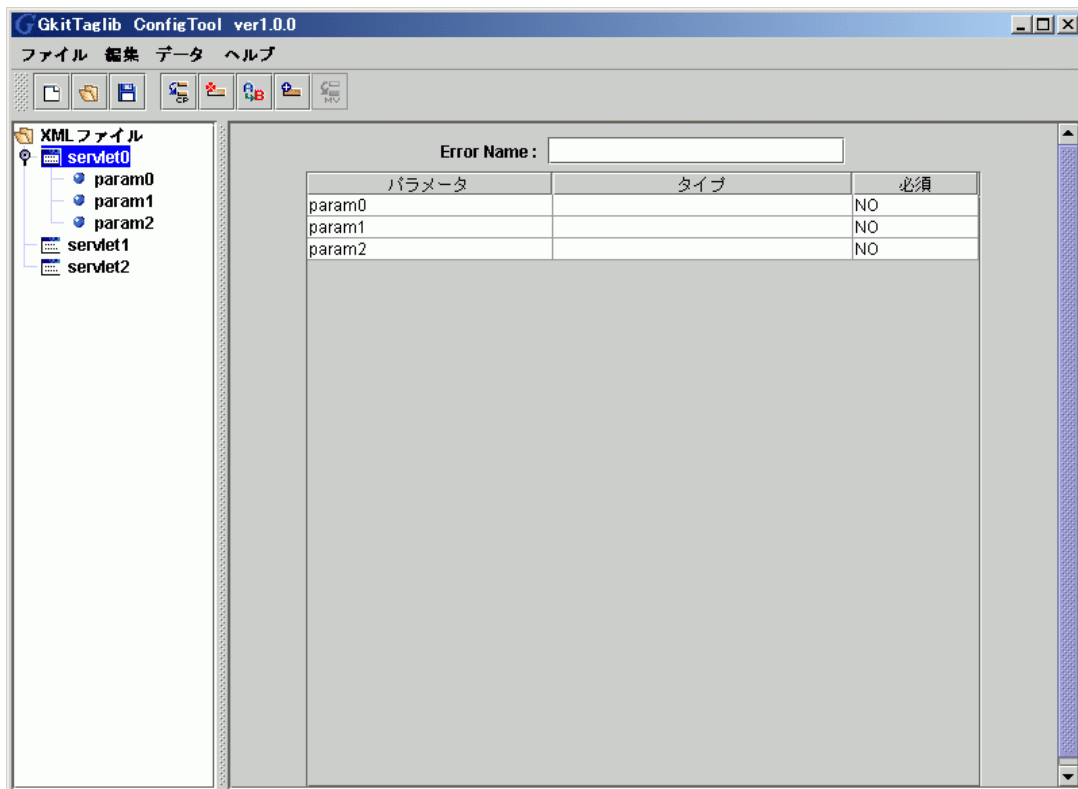 GkitTaglib ConfigTool ver1.0.0
ファイル 編集 データ ヘルプ
CP A B MV
XMLファイル
servlet0
param0
param1
param2
servlet1
servlet2
Error Name :
パラメータ タイプ 必須
param0 NO
param1 NO
param2 NO